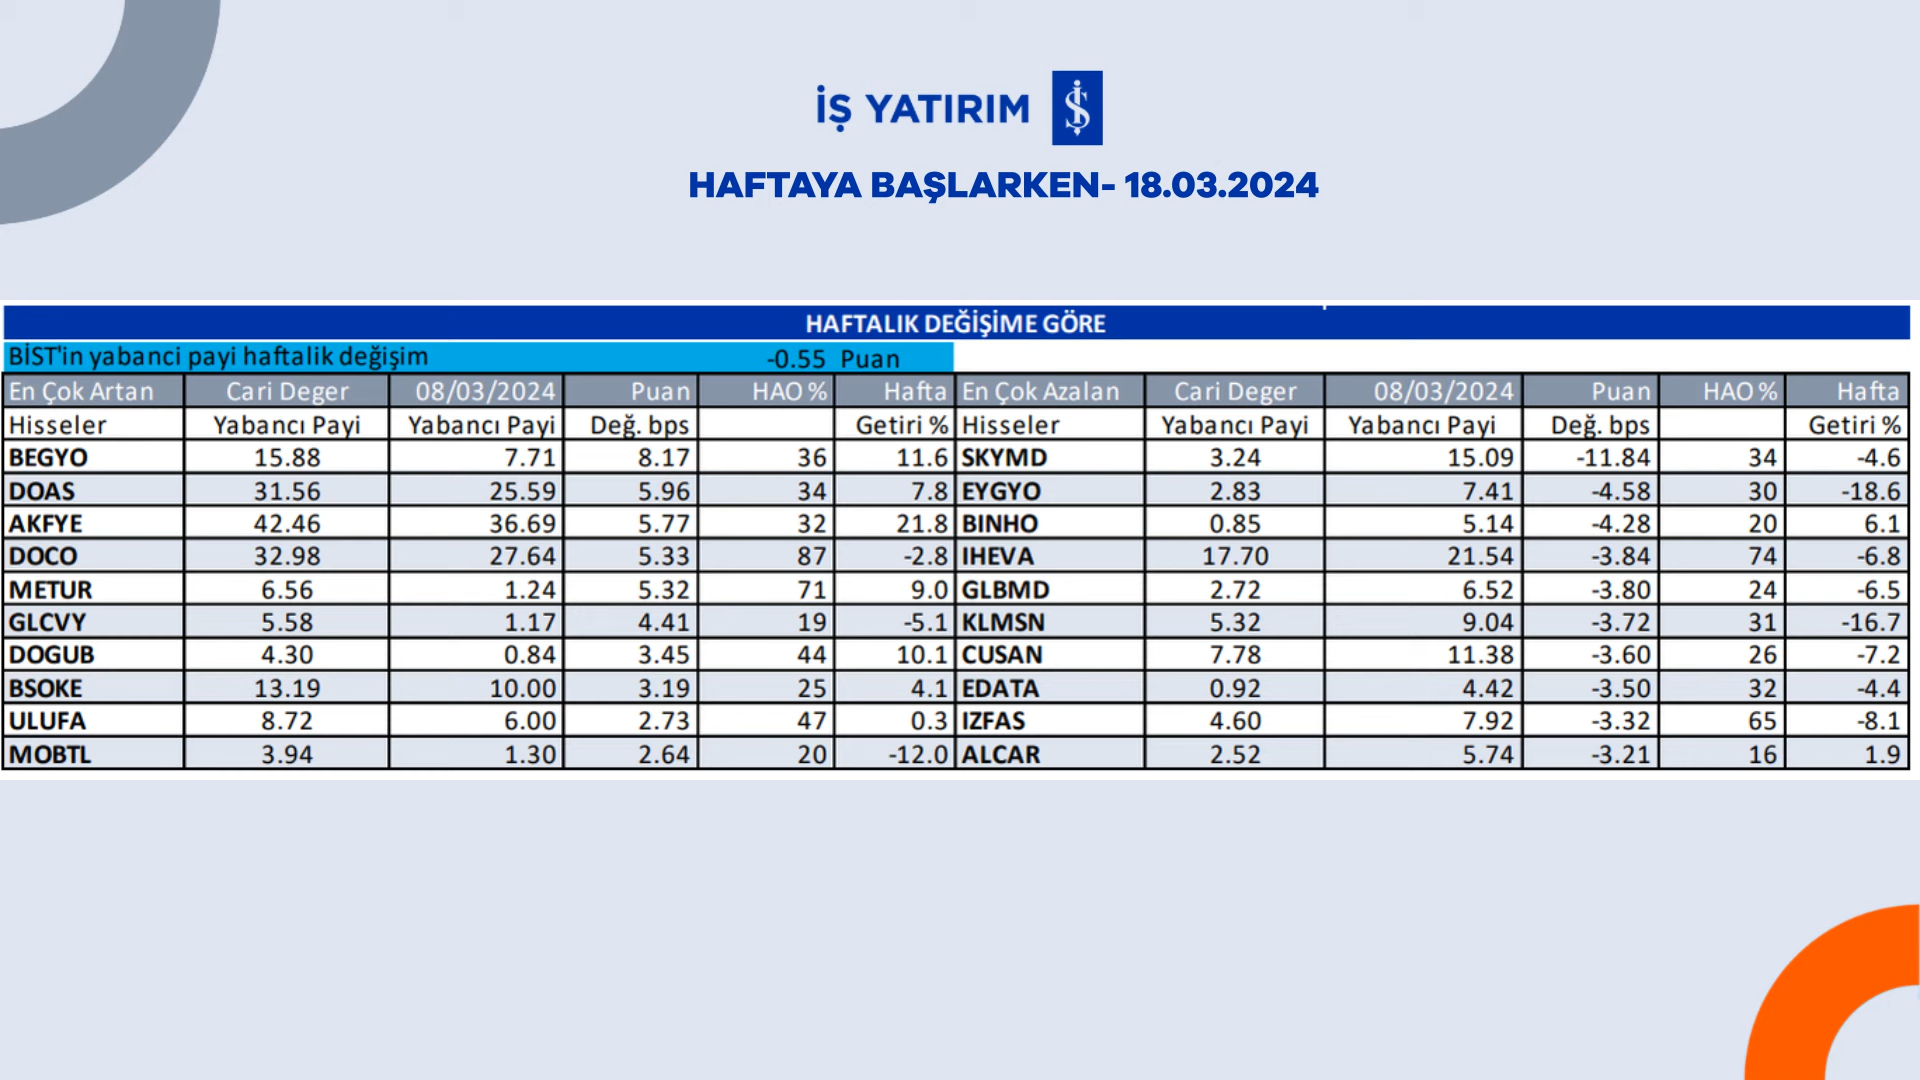 İŞ YATIRIM
HAFTAYA BAŞLARKEN- 18.03.2024
HAFTALIK DEĞİŞİME GÖRE
BİST'in yabanci payi haftalik değişim -0.55 Puan
En Çok Artan Cari Deger 08/03/2024 Puan HAO % Hafta En Çok Azalan Cari Deger 08/03/2024 Puan HAO % Hafta
Hisseler Yabancı Payi Yabancı Payi Değ. bps Getiri % Hisseler Yabancı Payi Yabancı Payi Değ. bps Getiri %
BEGYO 15.88 7.71 8.17 36 11.6 SKYMD 3.24 15.09 -11.84 34 -4.6
DOAS 31.56 25.59 5.96 34 7.8 EYGYO 2.83 7.41 -4.58 30 -18.6
AKFYE 42.46 36.69 5.77 32 21.8 BINHO 0.85 5.14 -4.28 20 6.1
DOCO 32.98 27.64 5.33 87 -2.8 IHEVA 17.70 21.54 -3.84 74 -6.8
METUR 6.56 1.24 5.32 71 9.0 GLBMD 2.72 6.52 -3.80 24 -6.5
GLCVY 5.58 1.17 4.41 19 -5.1 KLMSN 5.32 9.04 -3.72 31 -16.7
DOGUB 4.30 0.84 3.45 44 10.1 CUSAN 7.78 11.38 -3.60 26 -7.2
BSOKE 13.19 10.00 3.19 25 4.1 EDATA 0.92 4.42 -3.50 32 -4.4
ULUFA 8.72 6.00 2.73 47 0.3 IZFAS 4.60 7.92 -3.32 65 -8.1
MOBTL 3.94 1.30 2.64 20 -12.0 ALCAR 2.52 5.74 -3.21 16 1.9